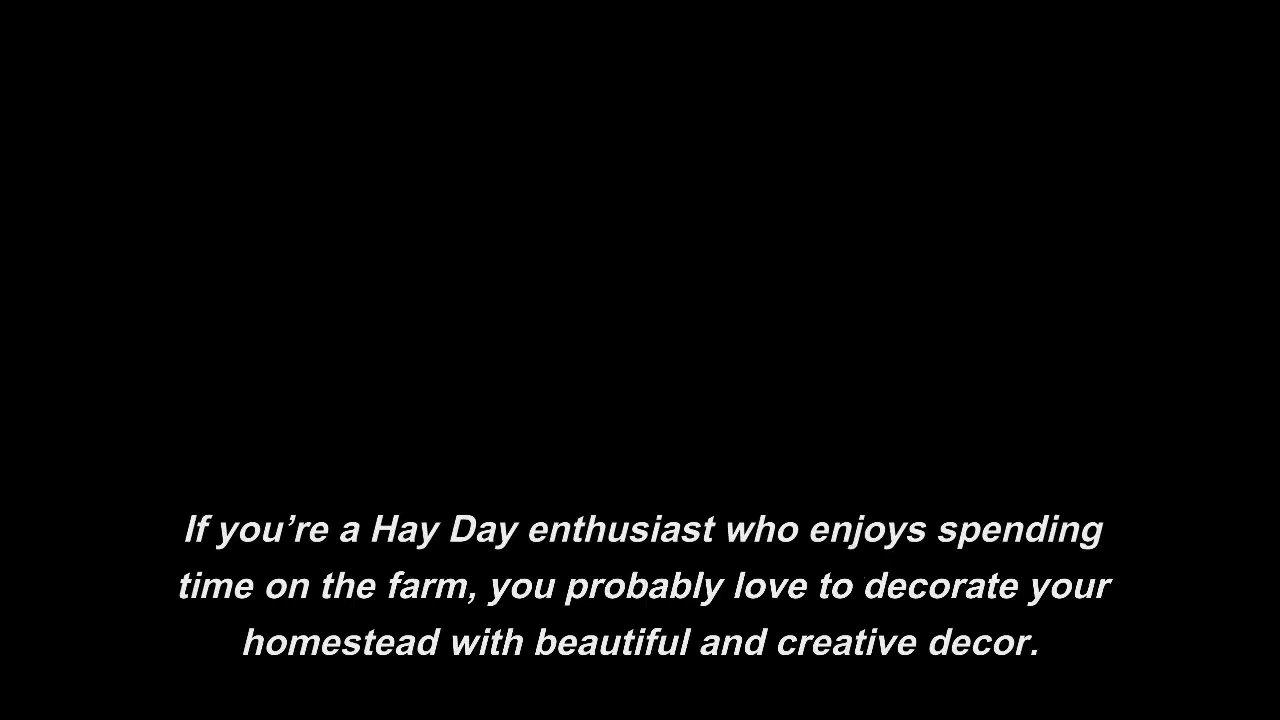 If you’re a Hay Day enthusiast who enjoys spending
time on the farm, you probably love to decorate your
homestead with beautiful and creative decor.